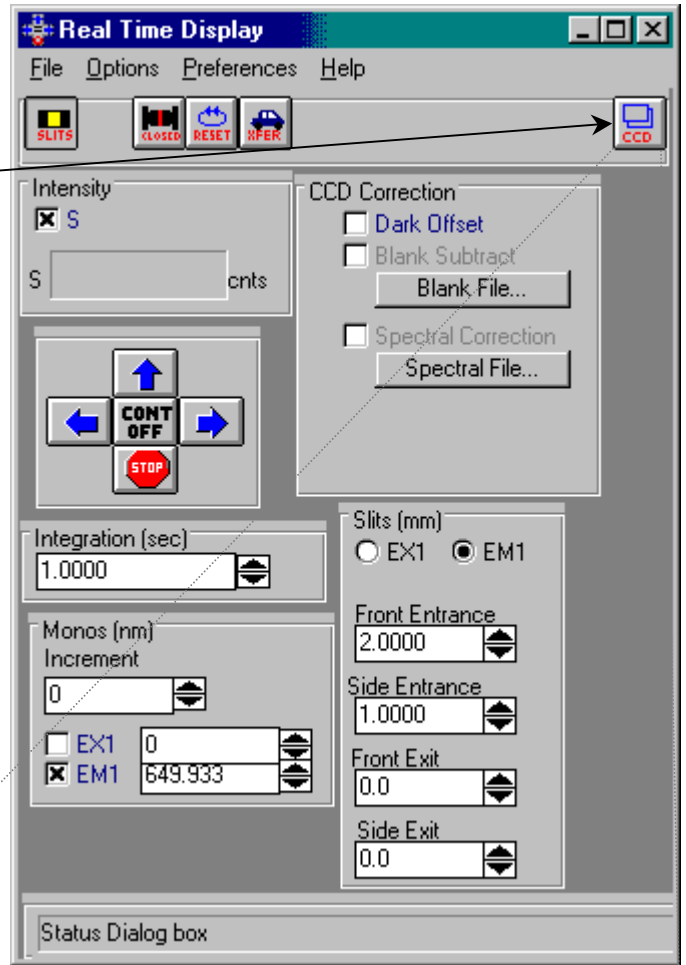 Real Time Display
File Options Preferences Help
SLITS CLOSED RESET XFER CCD
Intensity
S
S cnts
CCD Correction
Dark Offset
Blank Subtract
Blank File...
Spectral Correction
Spectral File...
CONT OFF
STOP
Integration (sec)
1.0000
Monos (nm)
Increment
0
EX1 0
EM1 649.933
Slits (mm)
EX1 EM1
Front Entrance
2.0000
Side Entrance
1.0000
Front Exit
0.0
Side Exit
0.0
Status Dialog box